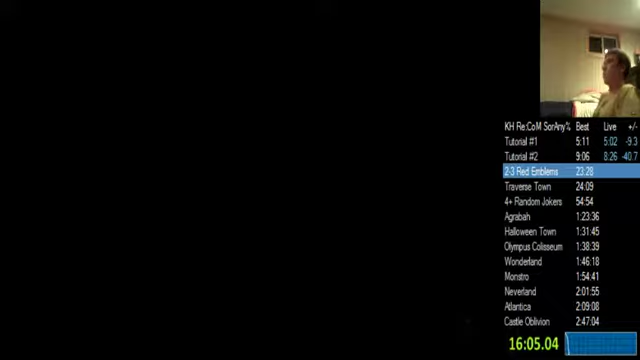 KH Re:CoM SorAny% Best Live +/-
Tutorial #1 5:11 5:02 -9.3
Tutorial #2 9:06 8:26 -40.7
2-3 Red Emblems 23:28
Traverse Town 24:09
4+ Random Jokers 54:54
Agrabah 1:23:36
Halloween Town 1:31:45
Olympus Colisseum 1:38:39
Wonderland 1:46:18
Monstro 1:54:41
Neverland 2:01:55
Atlantica 2:09:08
Castle Oblivion 2:47:04
16:05.04